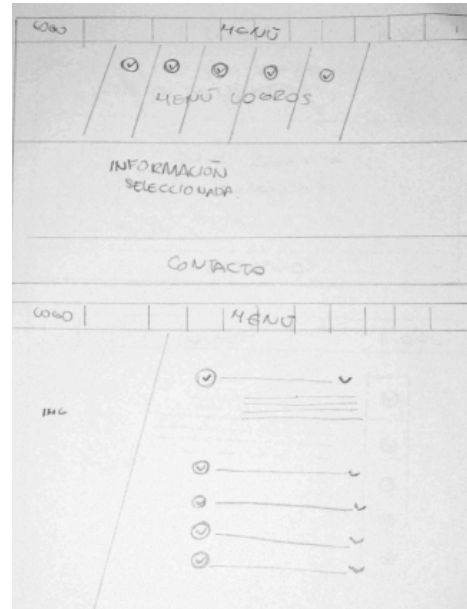 LOGO MENÚ
MENÚ LOGROS
INFORMACIÓN
SELECCIONADA.
CONTACTO
LOGO MENÚ
IMG